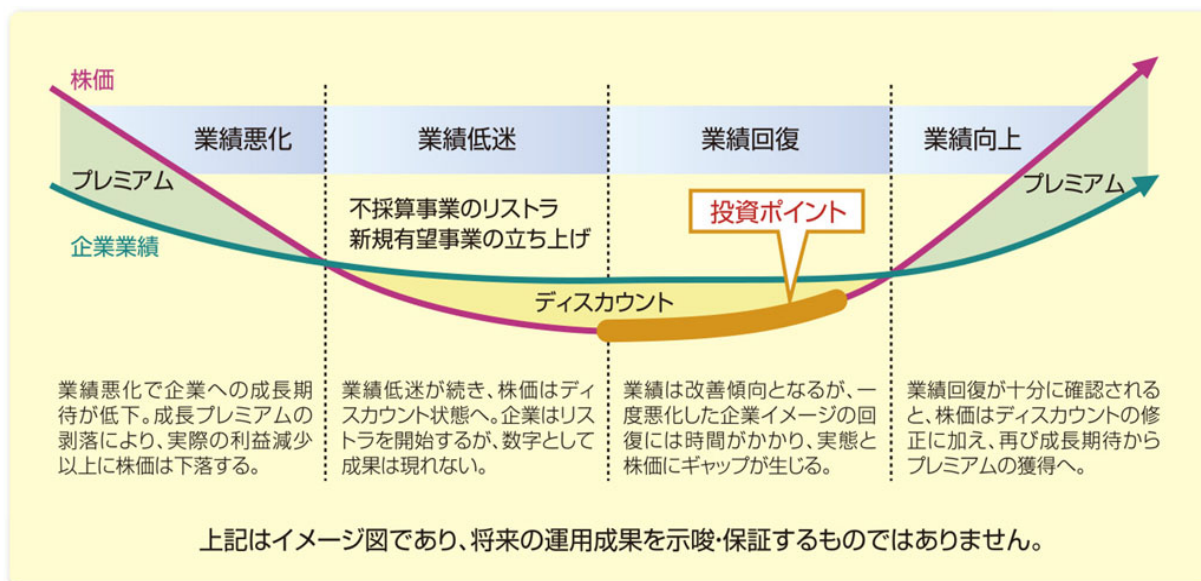 株価
業績悪化
業績低迷
業績回復
業績向上
プレミアム
プレミアム
企業業績
不採算事業のリストラ
新規有望事業の立ち上げ
投資ポイント
ディスカウント
業績悪化で企業への成長期
待が低下。成長プレミアムの
剥落により、実際の利益減少
以上に株価は下落する。
業績低迷が続き、株価はディ
スカウント状態へ。企業はリス
トラを開始するが、数字として
成果は現れない。
業績は改善傾向となるが、一
度悪化した企業イメージの回
復には時間がかかり、実態と
株価にギャップが生じる。
業績回復が十分に確認される
と、株価はディスカウントの修
正に加え、再び成長期待から
プレミアムの獲得へ。
上記はイメージ図であり、将来の運用成果を示唆・保証するものではありません。